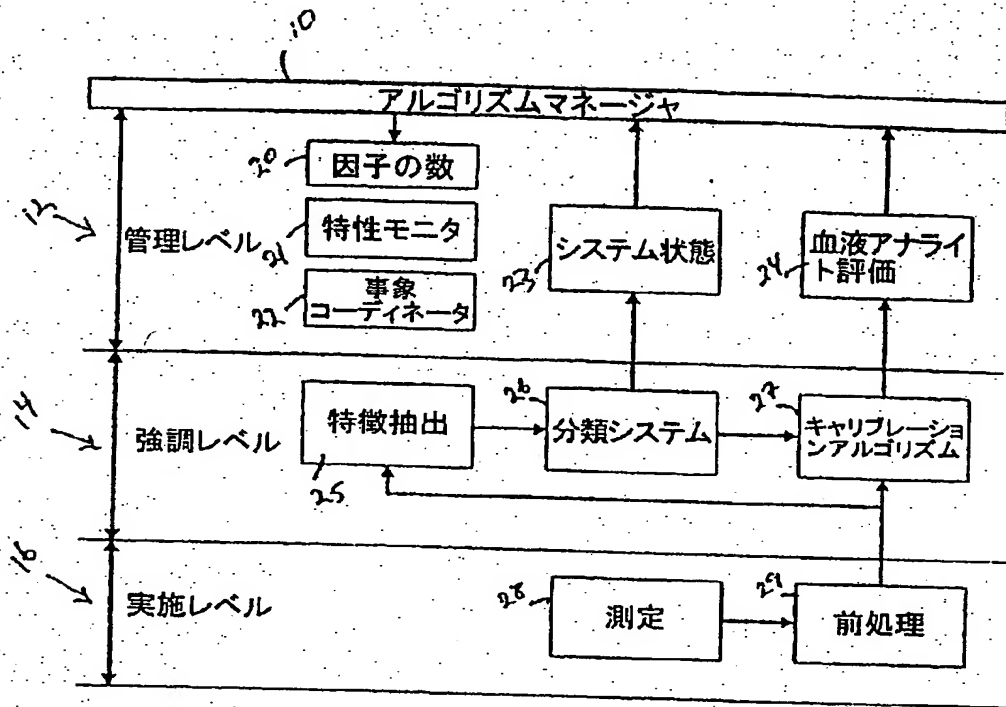 10
アルゴリズムマネージャ
20
因子の数
12
管理レベル
21
特性モニタ
22
事象
コーディネータ
23
システム状態
24
血液アナライ
ト評価
14
強調レベル
特徴抽出
25
26
分類システム
27
キャリブレーショ
ンアルゴリズム
16
実施レベル
28
測定
29
前処理